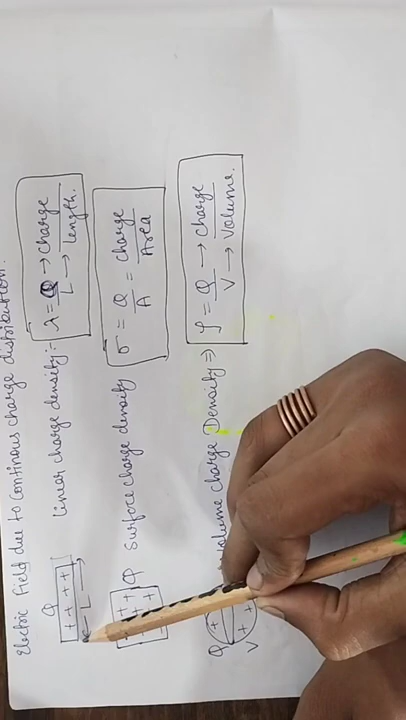 Electric field due to Continous charge distribution.
Q
++++
L
linear charge density :- λ = Q/L → charge/length.
Q surface charge density σ = Q/A = charge/Area
Q
V
Volume charge Density ⇒ ρ = Q/V → charge/Volume.